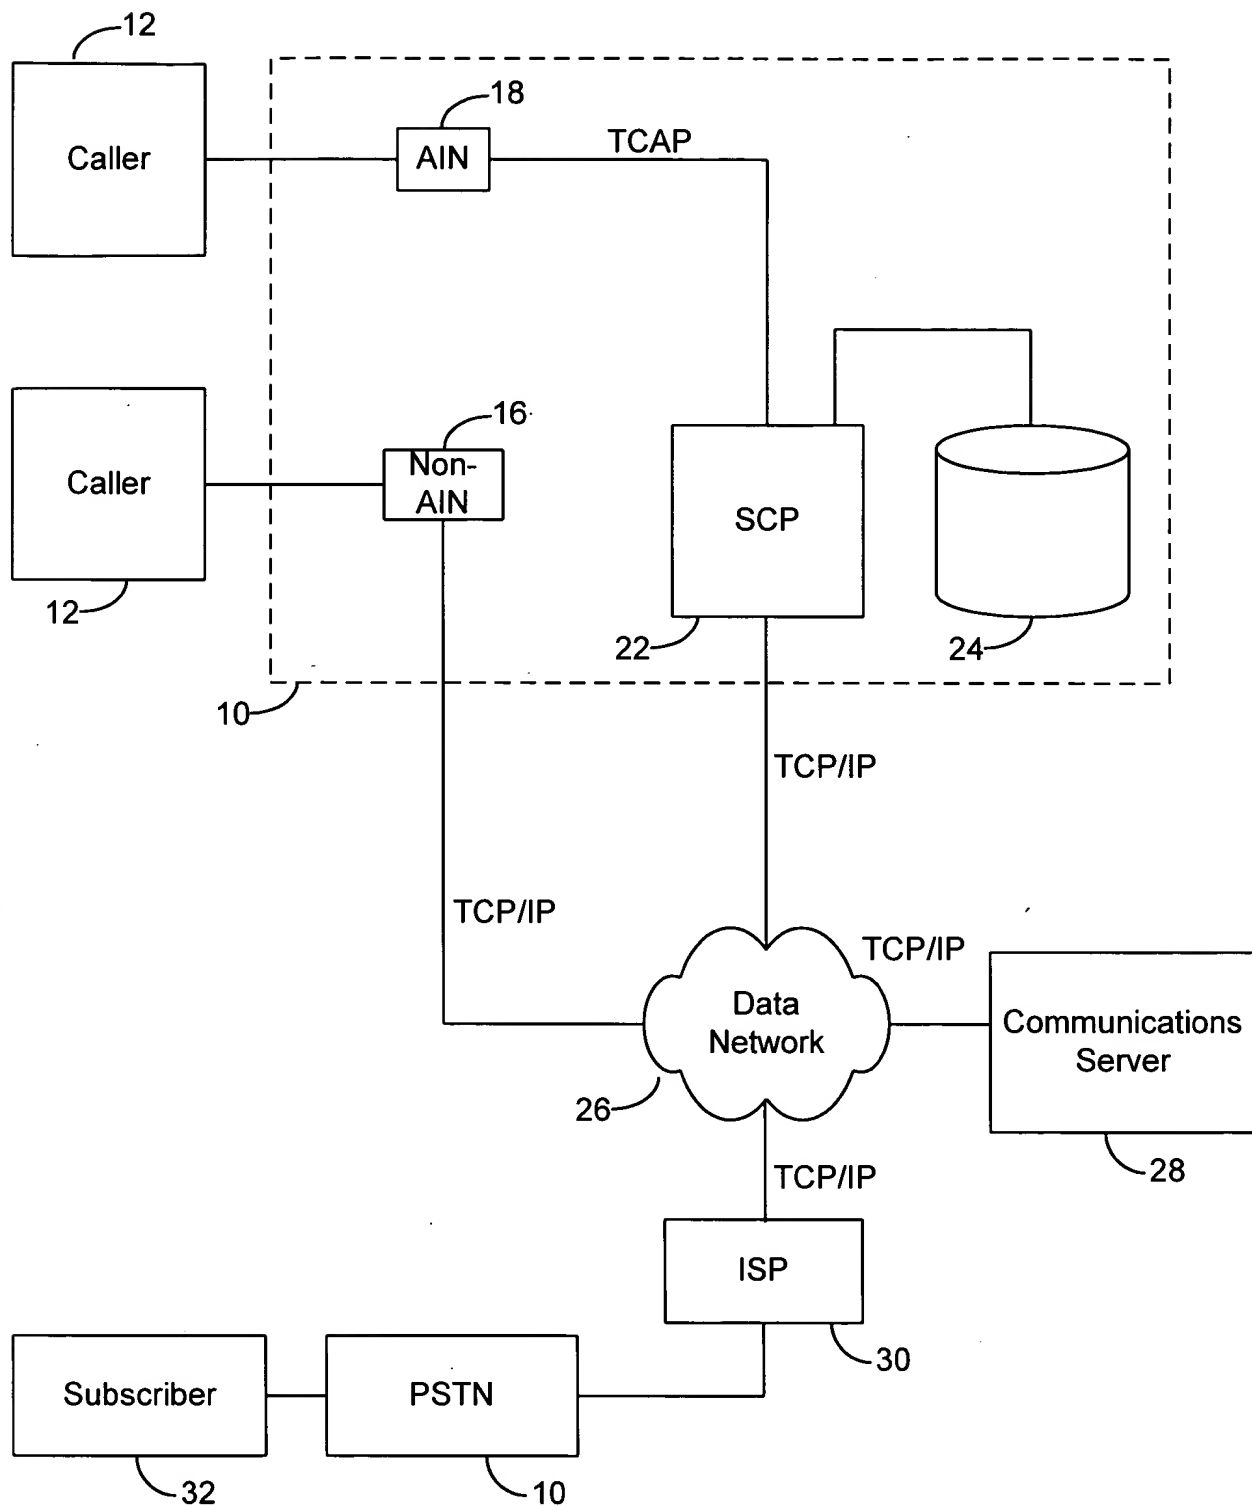 12
18
Caller
AIN
TCAP
16
Caller
Non-
AIN
SCP
12
22
24
10
TCP/IP
TCP/IP
TCP/IP
Data
Network
Communications
Server
26
TCP/IP
28
ISP
30
Subscriber
PSTN
32
10